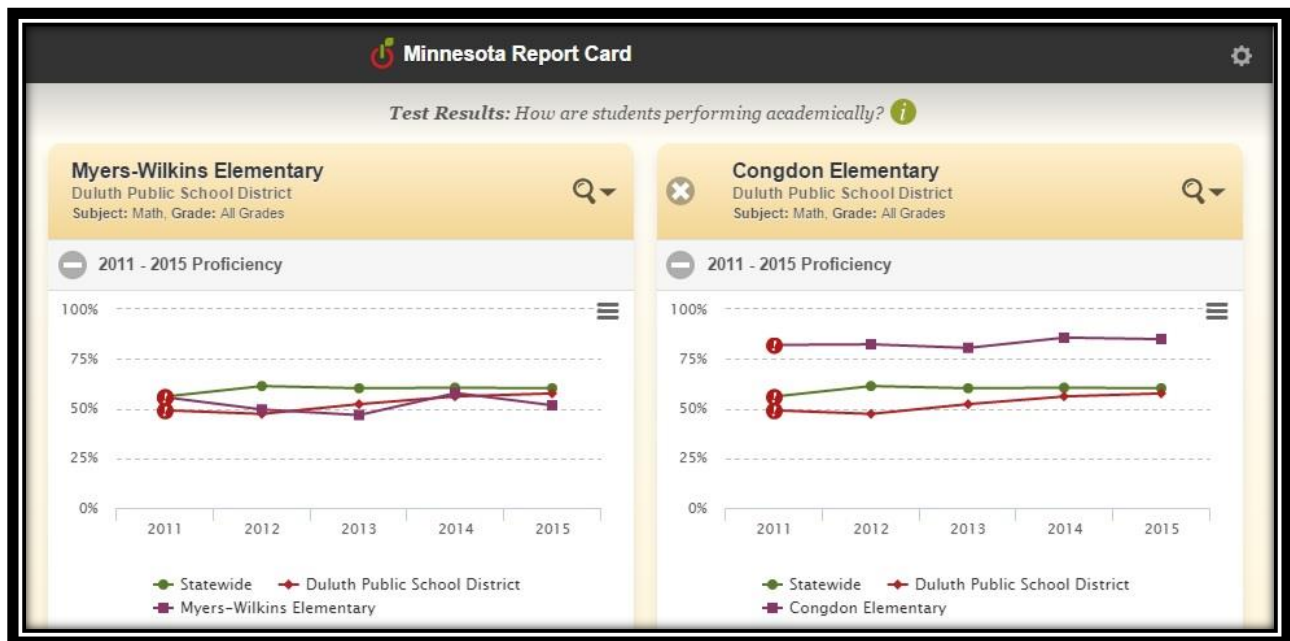 Minnesota Report Card
Test Results: How are students performing academically? i
Myers-Wilkins Elementary
Duluth Public School District
Subject: Math, Grade: All Grades
2011 - 2015 Proficiency
100%
75%
50%
25%
0%
2011 2012 2013 2014 2015
Statewide Duluth Public School District
Myers-Wilkins Elementary
Congdon Elementary
Duluth Public School District
Subject: Math, Grade: All Grades
2011 - 2015 Proficiency
100%
75%
50%
25%
0%
2011 2012 2013 2014 2015
Statewide Duluth Public School District
Congdon Elementary